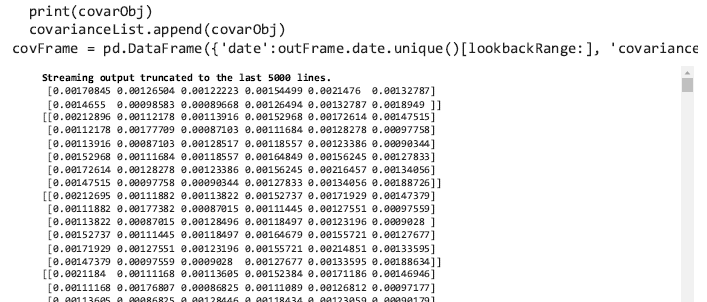 print(covarObj)
covarianceList.append(covarObj)
covFrame = pd.DataFrame({'date':outFrame.date.unique()[lookbackRange:], 'covariance
Streaming output truncated to the last 5000 lines.
[0.00170845 0.00126504 0.00122223 0.00154499 0.0021476  0.00132787]
[0.0014655  0.00098583 0.00089668 0.00126494 0.00132787 0.0018949 ]]
[[0.00212896 0.00112178 0.00113916 0.00152968 0.00172614 0.00147515]
[0.00112178 0.00177709 0.00087103 0.00111684 0.00128278 0.00097758]
[0.00113916 0.00087103 0.00128517 0.00118557 0.00123386 0.00090344]
[0.00152968 0.00111684 0.00118557 0.00164849 0.00156245 0.00127833]
[0.00172614 0.00128278 0.00123386 0.00156245 0.00216457 0.00134056]
[0.00147515 0.00097758 0.00090344 0.00127833 0.00134056 0.00188726]]
[[0.00212695 0.00111882 0.00113822 0.00152737 0.00171929 0.00147379]
[0.00111882 0.00177382 0.00087015 0.00111445 0.00127551 0.00097559]
[0.00113822 0.00087015 0.00128496 0.00118497 0.00123196 0.0009028 ]
[0.00152737 0.00111445 0.00118497 0.00164679 0.00155721 0.00127677]
[0.00171929 0.00127551 0.00123196 0.00155721 0.00214851 0.00133595]
[0.00147379 0.00097559 0.0009028  0.00127677 0.00133595 0.00188634]]
[[0.0021184  0.00111168 0.00113605 0.00152384 0.00171186 0.00146946]
[0.00111168 0.00176807 0.00086825 0.00111089 0.00126812 0.00097177]
[0.00113605 0.00086825 0.00128446 0.00118434 0.00123059 0.00090179]